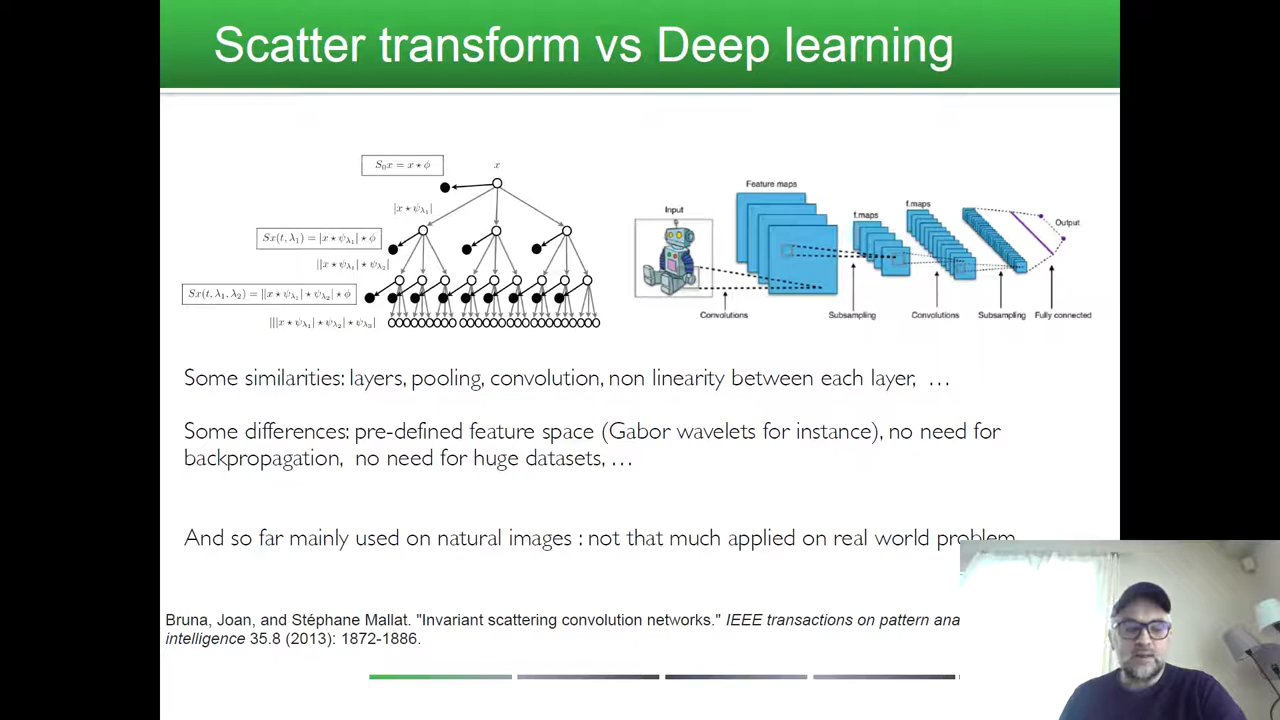 Scatter transform vs Deep learning
S₀x = x ⋆ ϕ
x
|x ⋆ ψλ₁|
Sx(t, λ₁) = |x ⋆ ψλ₁| ⋆ ϕ
||x ⋆ ψλ₁| ⋆ ψλ₂|
Sx(t, λ₁, λ₂) = ||x ⋆ ψλ₁| ⋆ ψλ₂| ⋆ ϕ
|||x ⋆ ψλ₁| ⋆ ψλ₂| ⋆ ψλ₃|
Input
Feature maps
f.maps
f.maps
Output
Convolutions
Subsampling
Convolutions
Subsampling
Fully connected
Some similarities: layers, pooling, convolution, non linearity between each layer, …
Some differences: pre-defined feature space (Gabor wavelets for instance), no need for
backpropagation, no need for huge datasets, …
And so far mainly used on natural images : not that much applied on real world problem
Bruna, Joan, and Stéphane Mallat. "Invariant scattering convolution networks." IEEE transactions on pattern ana
intelligence 35.8 (2013): 1872-1886.